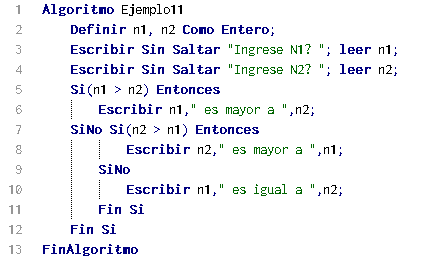 1 Algoritmo Ejemplo11
2 Definir n1, n2 Como Entero;
3 Escribir Sin Saltar "Ingrese N1? "; leer n1;
4 Escribir Sin Saltar "Ingrese N2? "; leer n2;
5 Si(n1 > n2) Entonces
6 Escribir n1," es mayor a ",n2;
7 SiNo Si(n2 > n1) Entonces
8 Escribir n2," es mayor a ",n1;
9 SiNo
10 Escribir n1," es igual a ",n2;
11 Fin Si
12 Fin Si
13 FinAlgoritmo